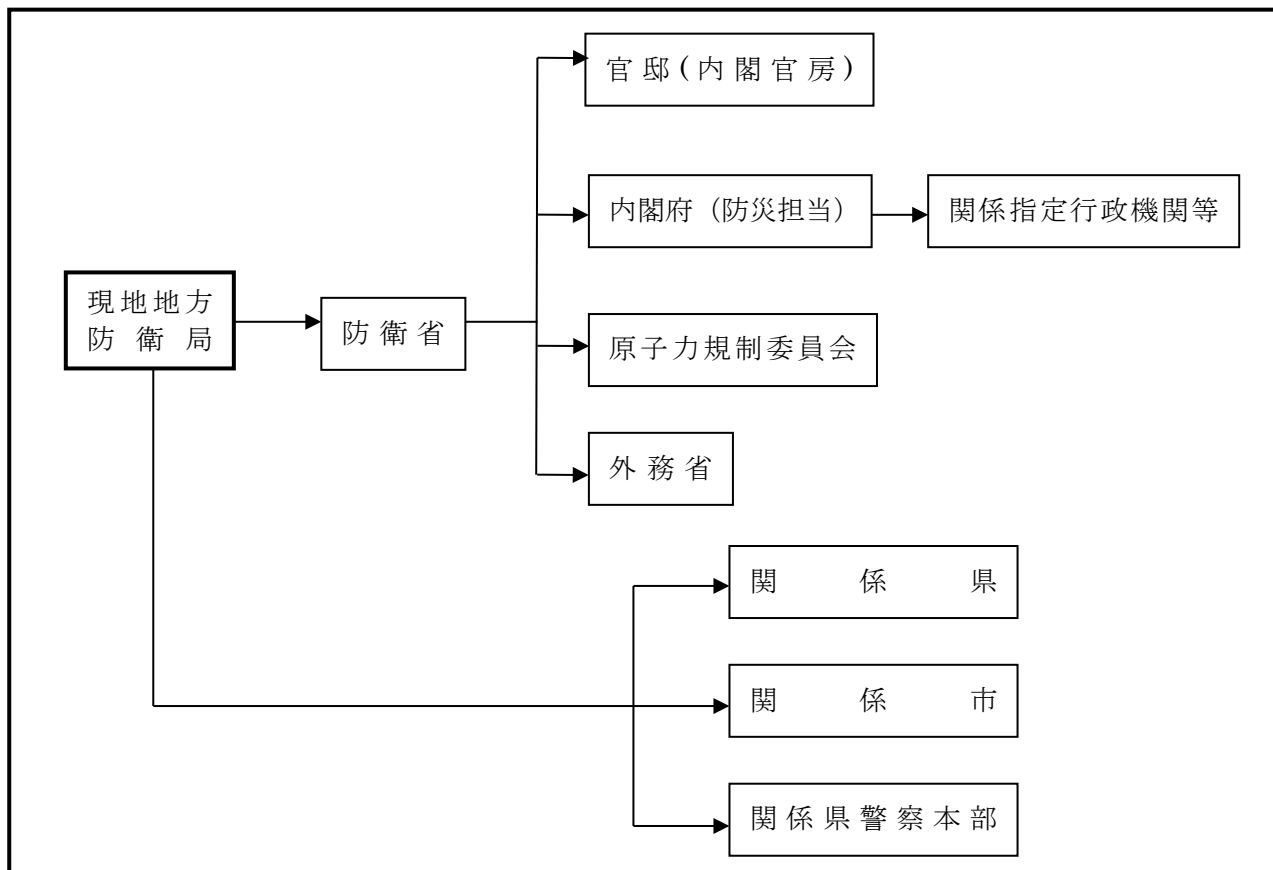 官邸(内閣官房)
内閣府（防災担当）
関係指定行政機関等
現地地方
防衛局
防衛省
原子力規制委員会
外務省
関係県
関係市
関係県警察本部